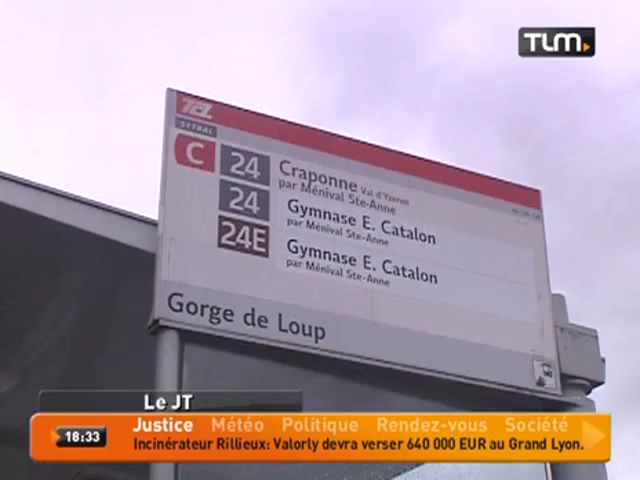 TLM
TCL
SYTRAL
C 24 Craponne Val d'Yzeron
par Ménival Ste-Anne
24 Gymnase E. Catalon
par Ménival Ste-Anne
24E Gymnase E. Catalon
par Ménival Ste-Anne
Gorge de Loup
Le JT
Justice Météo Politique Rendez-vous Société
18:33 Incinérateur Rillieux: Valorly devra verser 640 000 EUR au Grand Lyon.